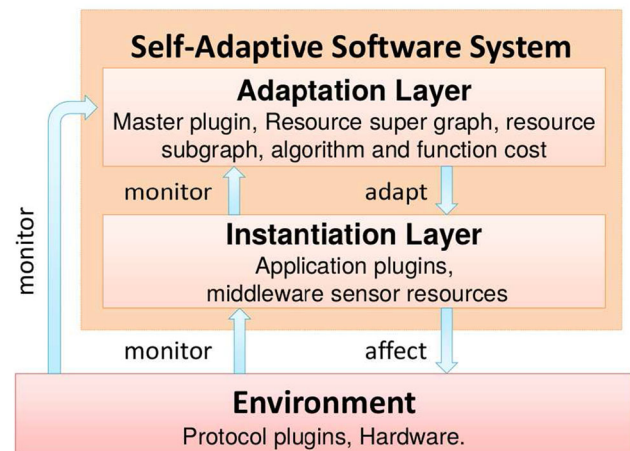 Self-Adaptive Software System
Adaptation Layer
Master plugin, Resource super graph, resource
subgraph, algorithm and function cost
monitor
adapt
monitor
Instantiation Layer
Application plugins,
middleware sensor resources
monitor
affect
Environment
Protocol plugins, Hardware.